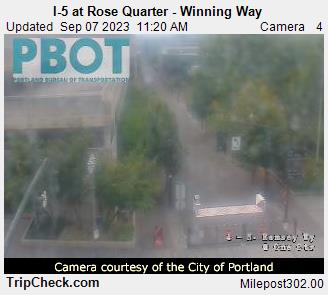 I-5 at Rose Quarter - Winning Way
Updated Sep 07 2023 11:20 AM Camera 4
PBOT
PORTLAND BUREAU OF TRANSPORTATION
Camera courtesy of the City of Portland
TripCheck.com Milepost302.00